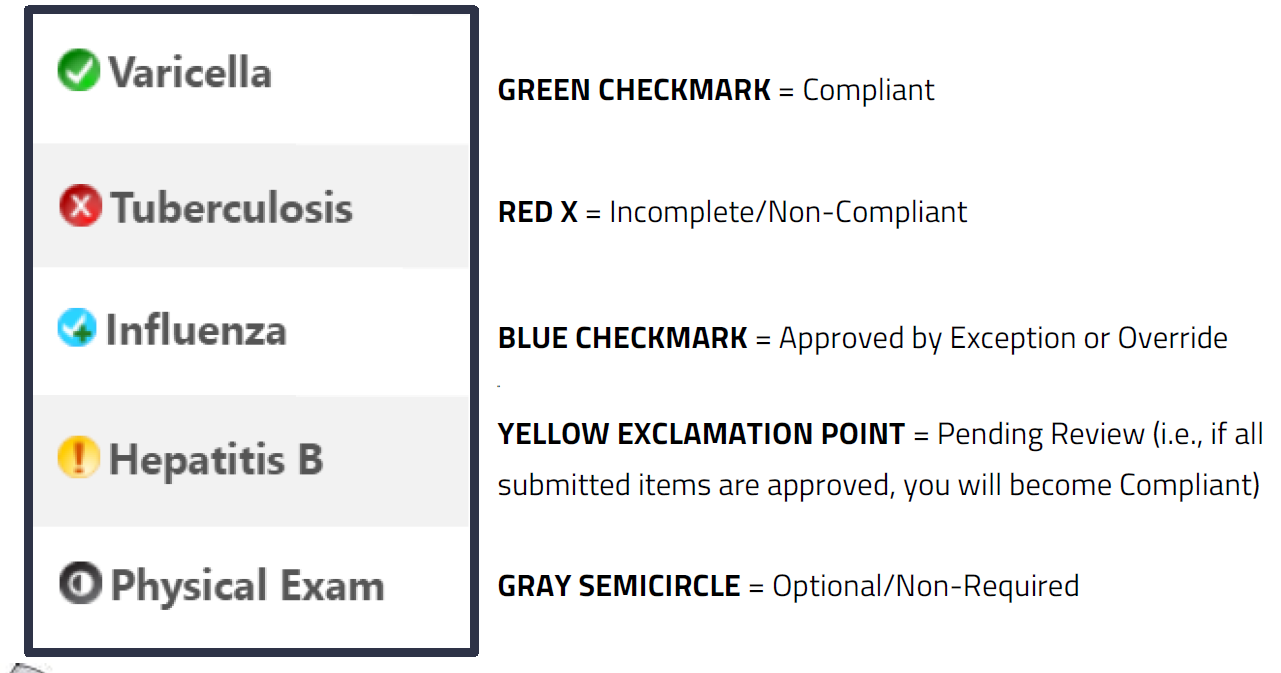 Varicella
GREEN CHECKMARK = Compliant
Tuberculosis
RED X = Incomplete/Non-Compliant
Influenza
BLUE CHECKMARK = Approved by Exception or Override
Hepatitis B
YELLOW EXCLAMATION POINT = Pending Review (i.e., if all
submitted items are approved, you will become Compliant)
Physical Exam
GRAY SEMICIRCLE = Optional/Non-Required